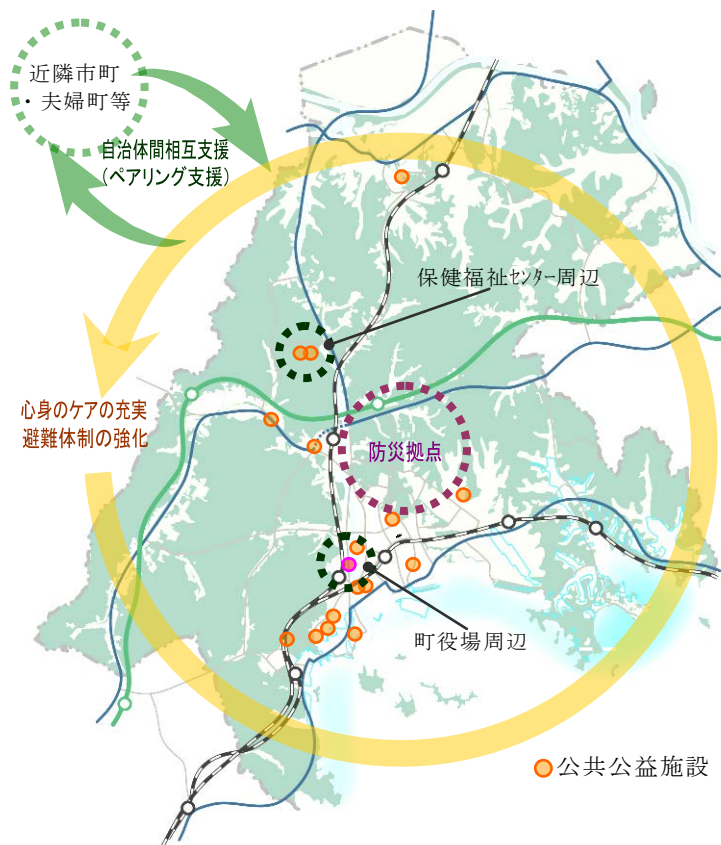 近隣市町
・夫婦町等
自治体間相互支援
(ペアリング支援)
保健福祉センター周辺
心身のケアの充実
避難体制の強化
防災拠点
町役場周辺
公共公益施設